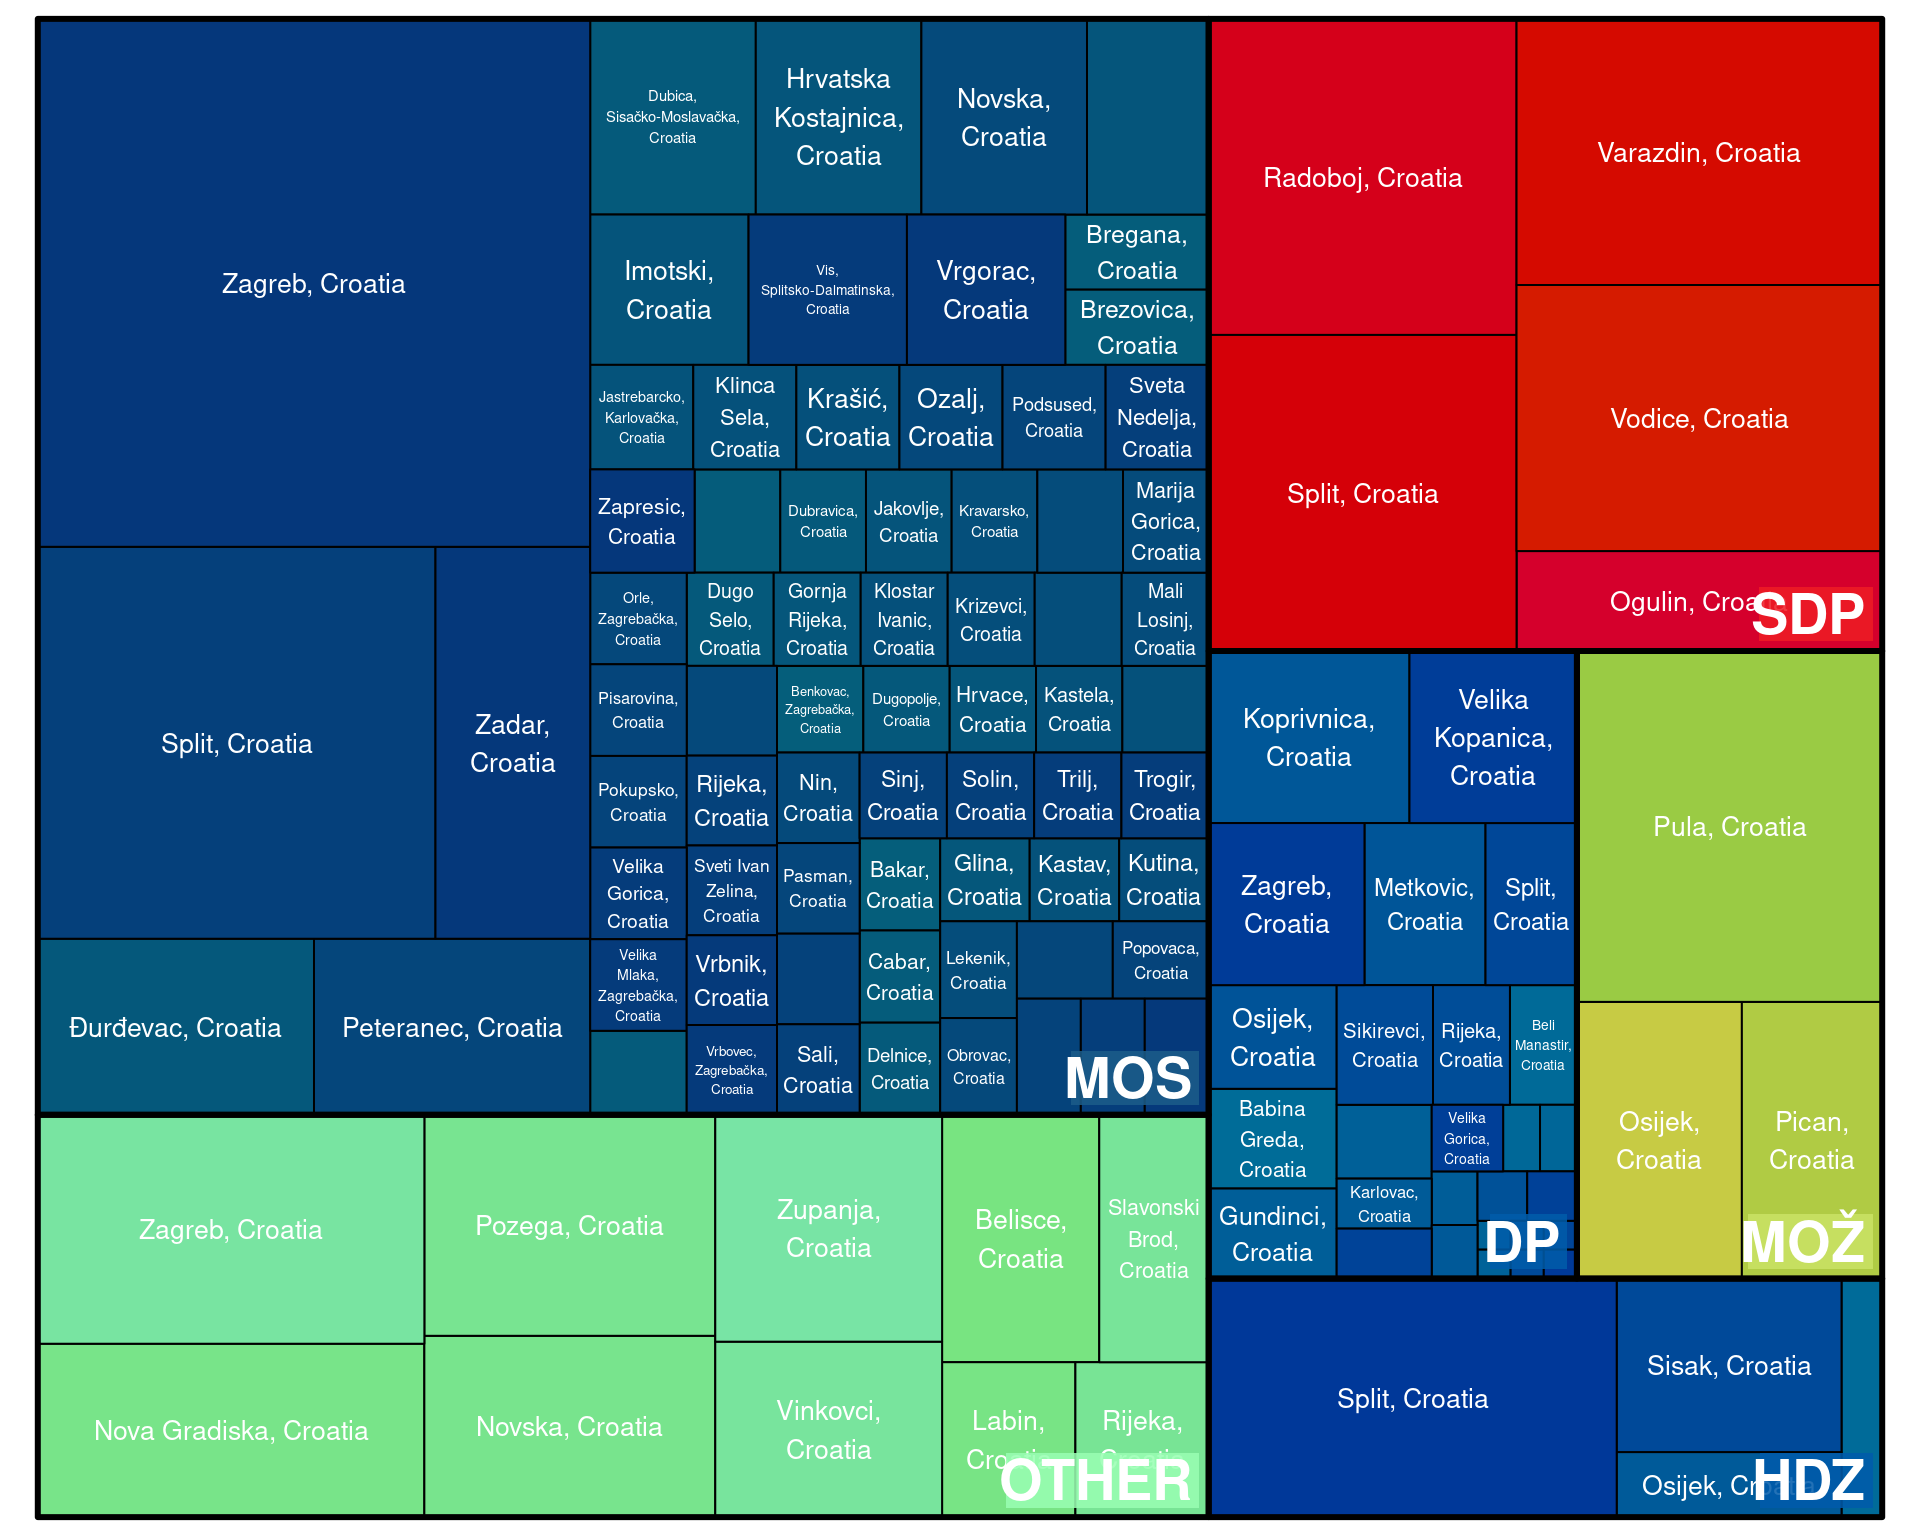 Zagreb, Croatia
Split, Croatia
Zadar,
Croatia
Đurđevac, Croatia
Peteranec, Croatia
Dubica,
Sisačko-Moslavačka,
Croatia
Hrvatska
Kostajnica,
Croatia
Novska,
Croatia
Imotski,
Croatia
Vis,
Splitsko-Dalmatinska,
Croatia
Vrgorac,
Croatia
Bregana,
Croatia
Brezovica,
Croatia
Jastrebarcko,
Karlovačka,
Croatia
Klinca
Sela,
Croatia
Krašić,
Croatia
Ozalj,
Croatia
Podsused,
Croatia
Sveta
Nedelja,
Croatia
Zapresic,
Croatia
Dubravica,
Croatia
Jakovlje,
Croatia
Kravarsko,
Croatia
Marija
Gorica,
Croatia
Orle,
Zagrebačka,
Croatia
Dugo
Selo,
Croatia
Gornja
Rijeka,
Croatia
Klostar
Ivanic,
Croatia
Krizevci,
Croatia
Mali
Losinj,
Croatia
Pisarovina,
Croatia
Benkovac,
Zagrebačka,
Croatia
Dugopolje,
Croatia
Hrvace,
Croatia
Kastela,
Croatia
Pokupsko,
Croatia
Rijeka,
Croatia
Nin,
Croatia
Sinj,
Croatia
Solin,
Croatia
Trilj,
Croatia
Trogir,
Croatia
Velika
Gorica,
Croatia
Sveti Ivan
Zelina,
Croatia
Pasman,
Croatia
Bakar,
Croatia
Glina,
Croatia
Kastav,
Croatia
Kutina,
Croatia
Velika
Mlaka,
Zagrebačka,
Croatia
Vrbnik,
Croatia
Cabar,
Croatia
Lekenik,
Croatia
Popovaca,
Croatia
Vrbovec,
Zagrebačka,
Croatia
Sali,
Croatia
Delnice,
Croatia
Obrovac,
Croatia
MOS
Radoboj, Croatia
Varazdin, Croatia
Split, Croatia
Vodice, Croatia
Ogulin, Croatia
SDP
Koprivnica,
Croatia
Velika
Kopanica,
Croatia
Zagreb,
Croatia
Metkovic,
Croatia
Split,
Croatia
Osijek,
Croatia
Sikirevci,
Croatia
Rijeka,
Croatia
Beli
Manastir,
Croatia
Babina
Greda,
Croatia
Velika
Gorica,
Croatia
Karlovac,
Croatia
Gundinci,
Croatia
DP
Pula, Croatia
Osijek,
Croatia
Pican,
Croatia
MOŽ
Zagreb, Croatia
Pozega, Croatia
Zupanja,
Croatia
Belisce,
Croatia
Slavonski
Brod,
Croatia
Nova Gradiska, Croatia
Novska, Croatia
Vinkovci,
Croatia
Labin,
Croatia
Rijeka,
Croatia
OTHER
Split, Croatia
Sisak, Croatia
Osijek, Croatia
HDZ